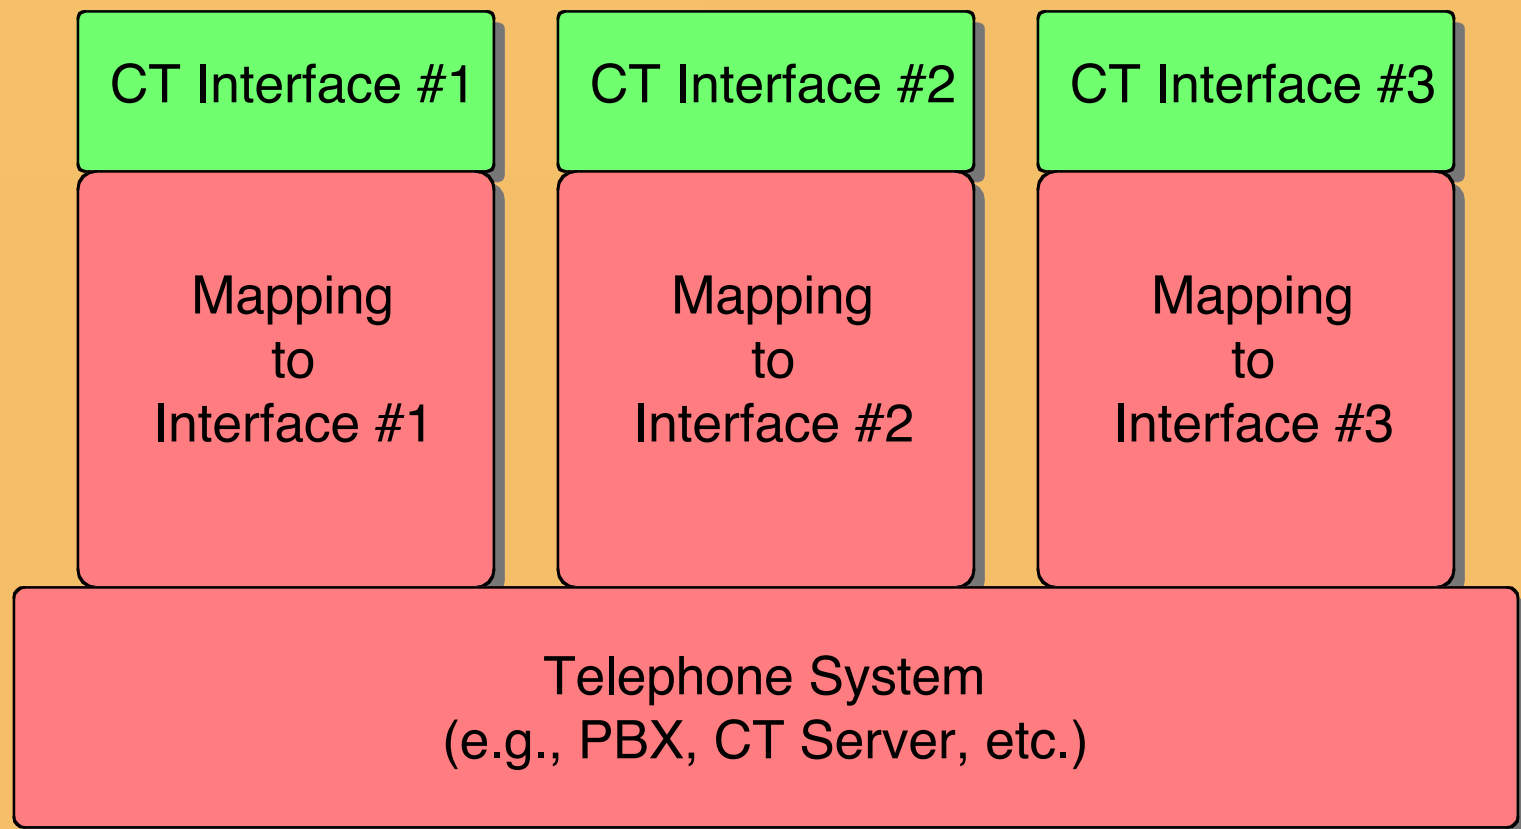 CT Interface #1
CT Interface #2
CT Interface #3
Mapping
to
Interface #1
Mapping
to
Interface #2
Mapping
to
Interface #3
Telephone System
(e.g., PBX, CT Server, etc.)